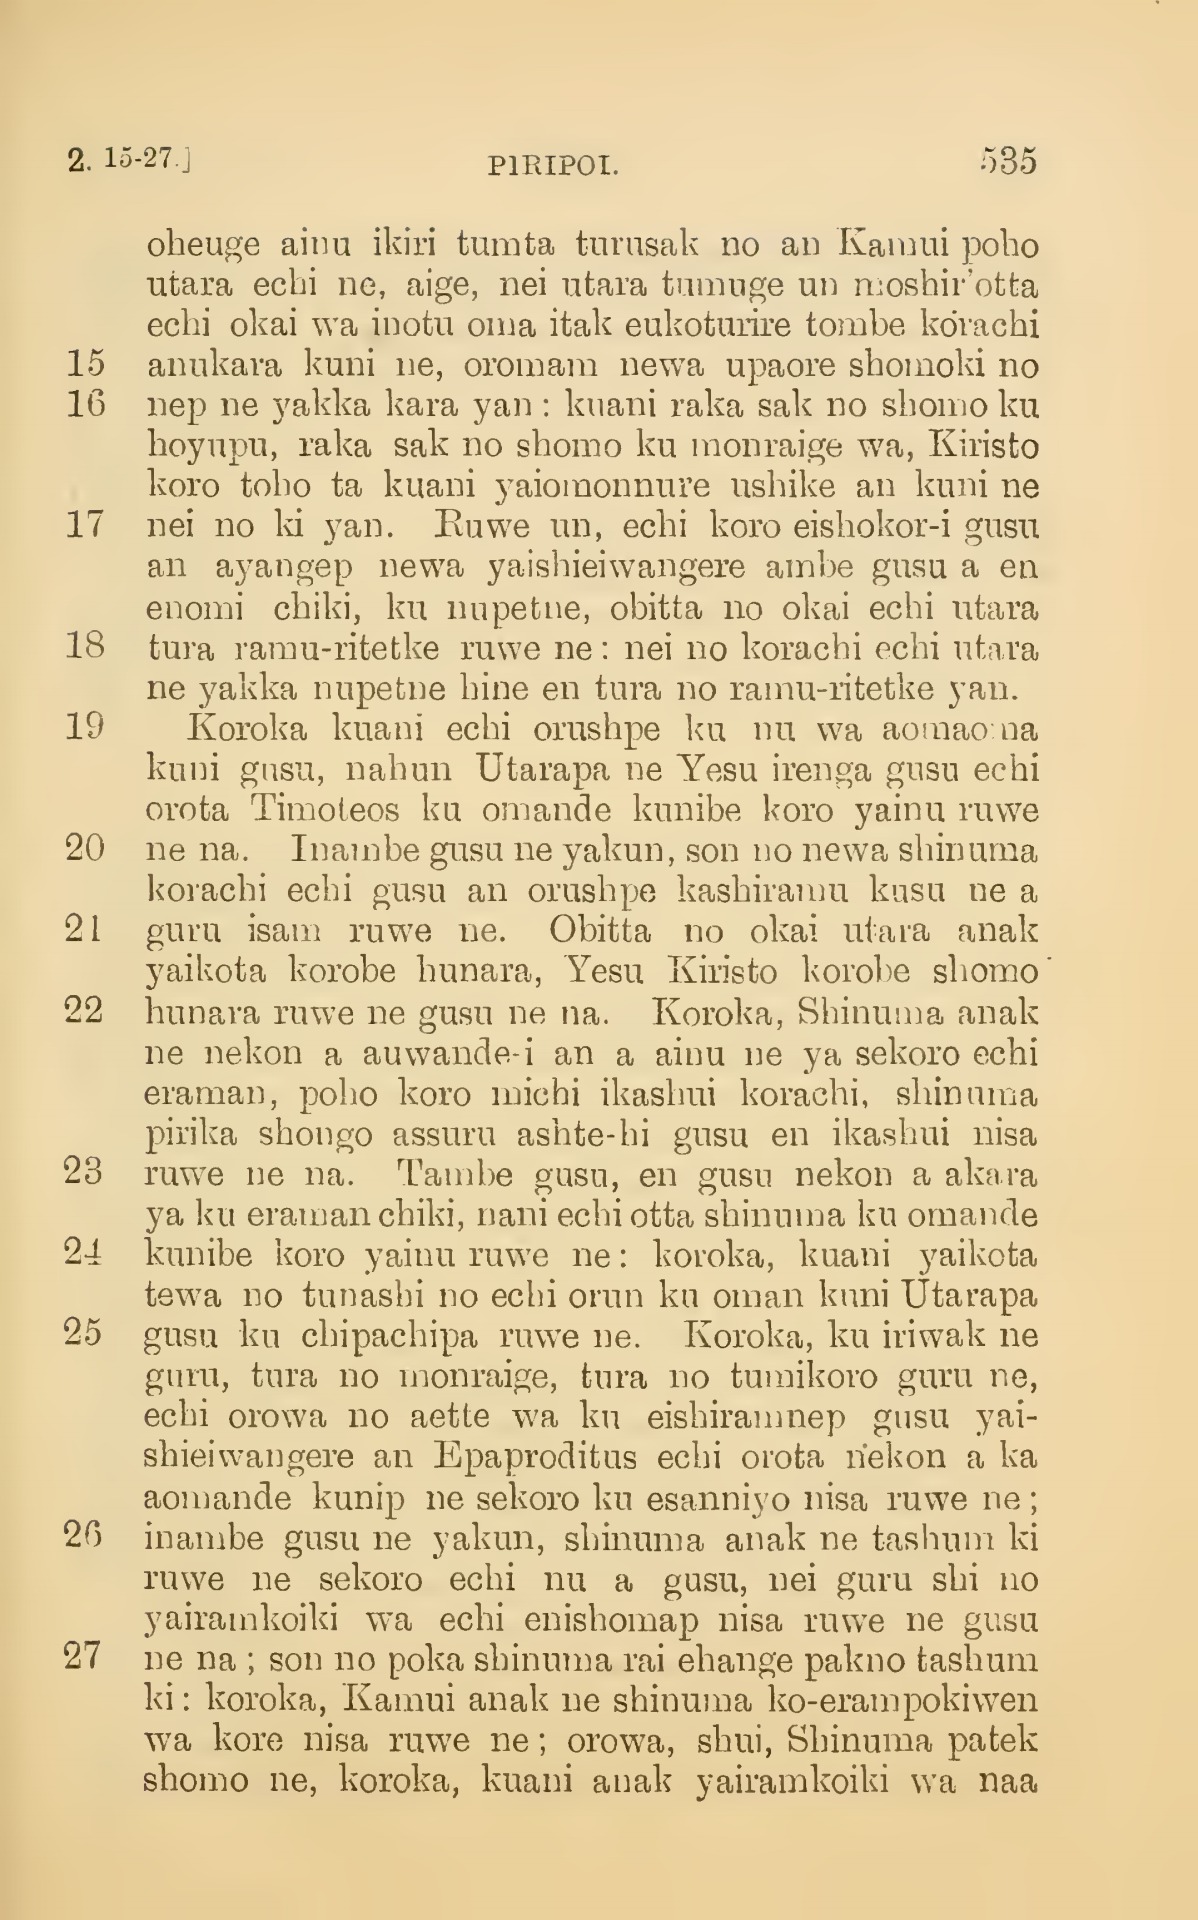 2. 15-27.] PIRIPOI. 535
oheuge ainu ikiri tumta turusak no an Kamui poho
utara echi ne, aige, nei utara tumuge un moshir'otta
echi okai wa inotu oma itak eukoturire tombe korachi
15 anukara kuni ne, oromam newa upaore shomoki no
16 nep ne yakka kara yan: kuani raka sak no shomo ku
hoyupu, raka sak no shomo ku monraige wa, Kiristo
koro toho ta kuani yaiomonnure ushike an kuni ne
17 nei no ki yan. Ruwe un, echi koro eishokor-i gusu
an ayangep newa yaishieiwangere ambe gusu a en
enomi chiki, ku nupetne, obitta no okai echi utara
18 tura ramu-ritetke ruwe ne: nei no korachi echi utara
ne yakka nupetne hine en tura no ramu-ritetke yan.
19 Koroka kuani echi orushpe ku nu wa aomaoma
kuni gusu, nahun Utarapa ne Yesu irenga gusu echi
orota Timoteos ku omande kunibe koro yainu ruwe
20 ne na. Inambe gusu ne yakun, son no newa shinuma
korachi echi gusu an orushpe kashiramu kusu ne a
21 guru isam ruwe ne. Obitta no okai utara anak
yaikota korobe hunara, Yesu Kiristo korobe shomo
22 hunara ruwe ne gusu ne na. Koroka, Shinuma anak
ne nekon a auwande-i an a ainu ne ya sekoro echi
eraman, poho koro michi ikashui korachi, shinuma
pirika shongo assuru ashte-hi gusu en ikashui nisa
23 ruwe ne na. Tambe gusu, en gusu nekon a akara
ya ku eraman chiki, nani echi otta shinuma ku omande
24 kunibe koro yainu ruwe ne: koroka, kuani yaikota
tewa no tunashi no echi orun ku oman kuni Utarapa
25 gusu ku chipachipa ruwe ne. Koroka, ku iriwak ne
guru, tura no monraige, tura no tumikoro guru ne,
echi orowa no aette wa ku eishiramnep gusu yai-
shieiwangere an Epaproditus echi orota nekon a ka
aomande kunip ne sekoro ku esanniyo nisa ruwe ne;
26 inambe gusu ne yakun, shinuma anak ne tashum ki
ruwe ne sekoro echi nu a gusu, nei guru shi no
yairamkoiki wa echi enishomap nisa ruwe ne gusu
27 ne na; son no poka shinuma rai ehange pakno tashum
ki: koroka, Kamui anak ne shinuma ko-erampokiwen
wa kore nisa ruwe ne; orowa, shui, Shinuma patek
shomo ne, koroka, kuani anak yairamkoiki wa naa